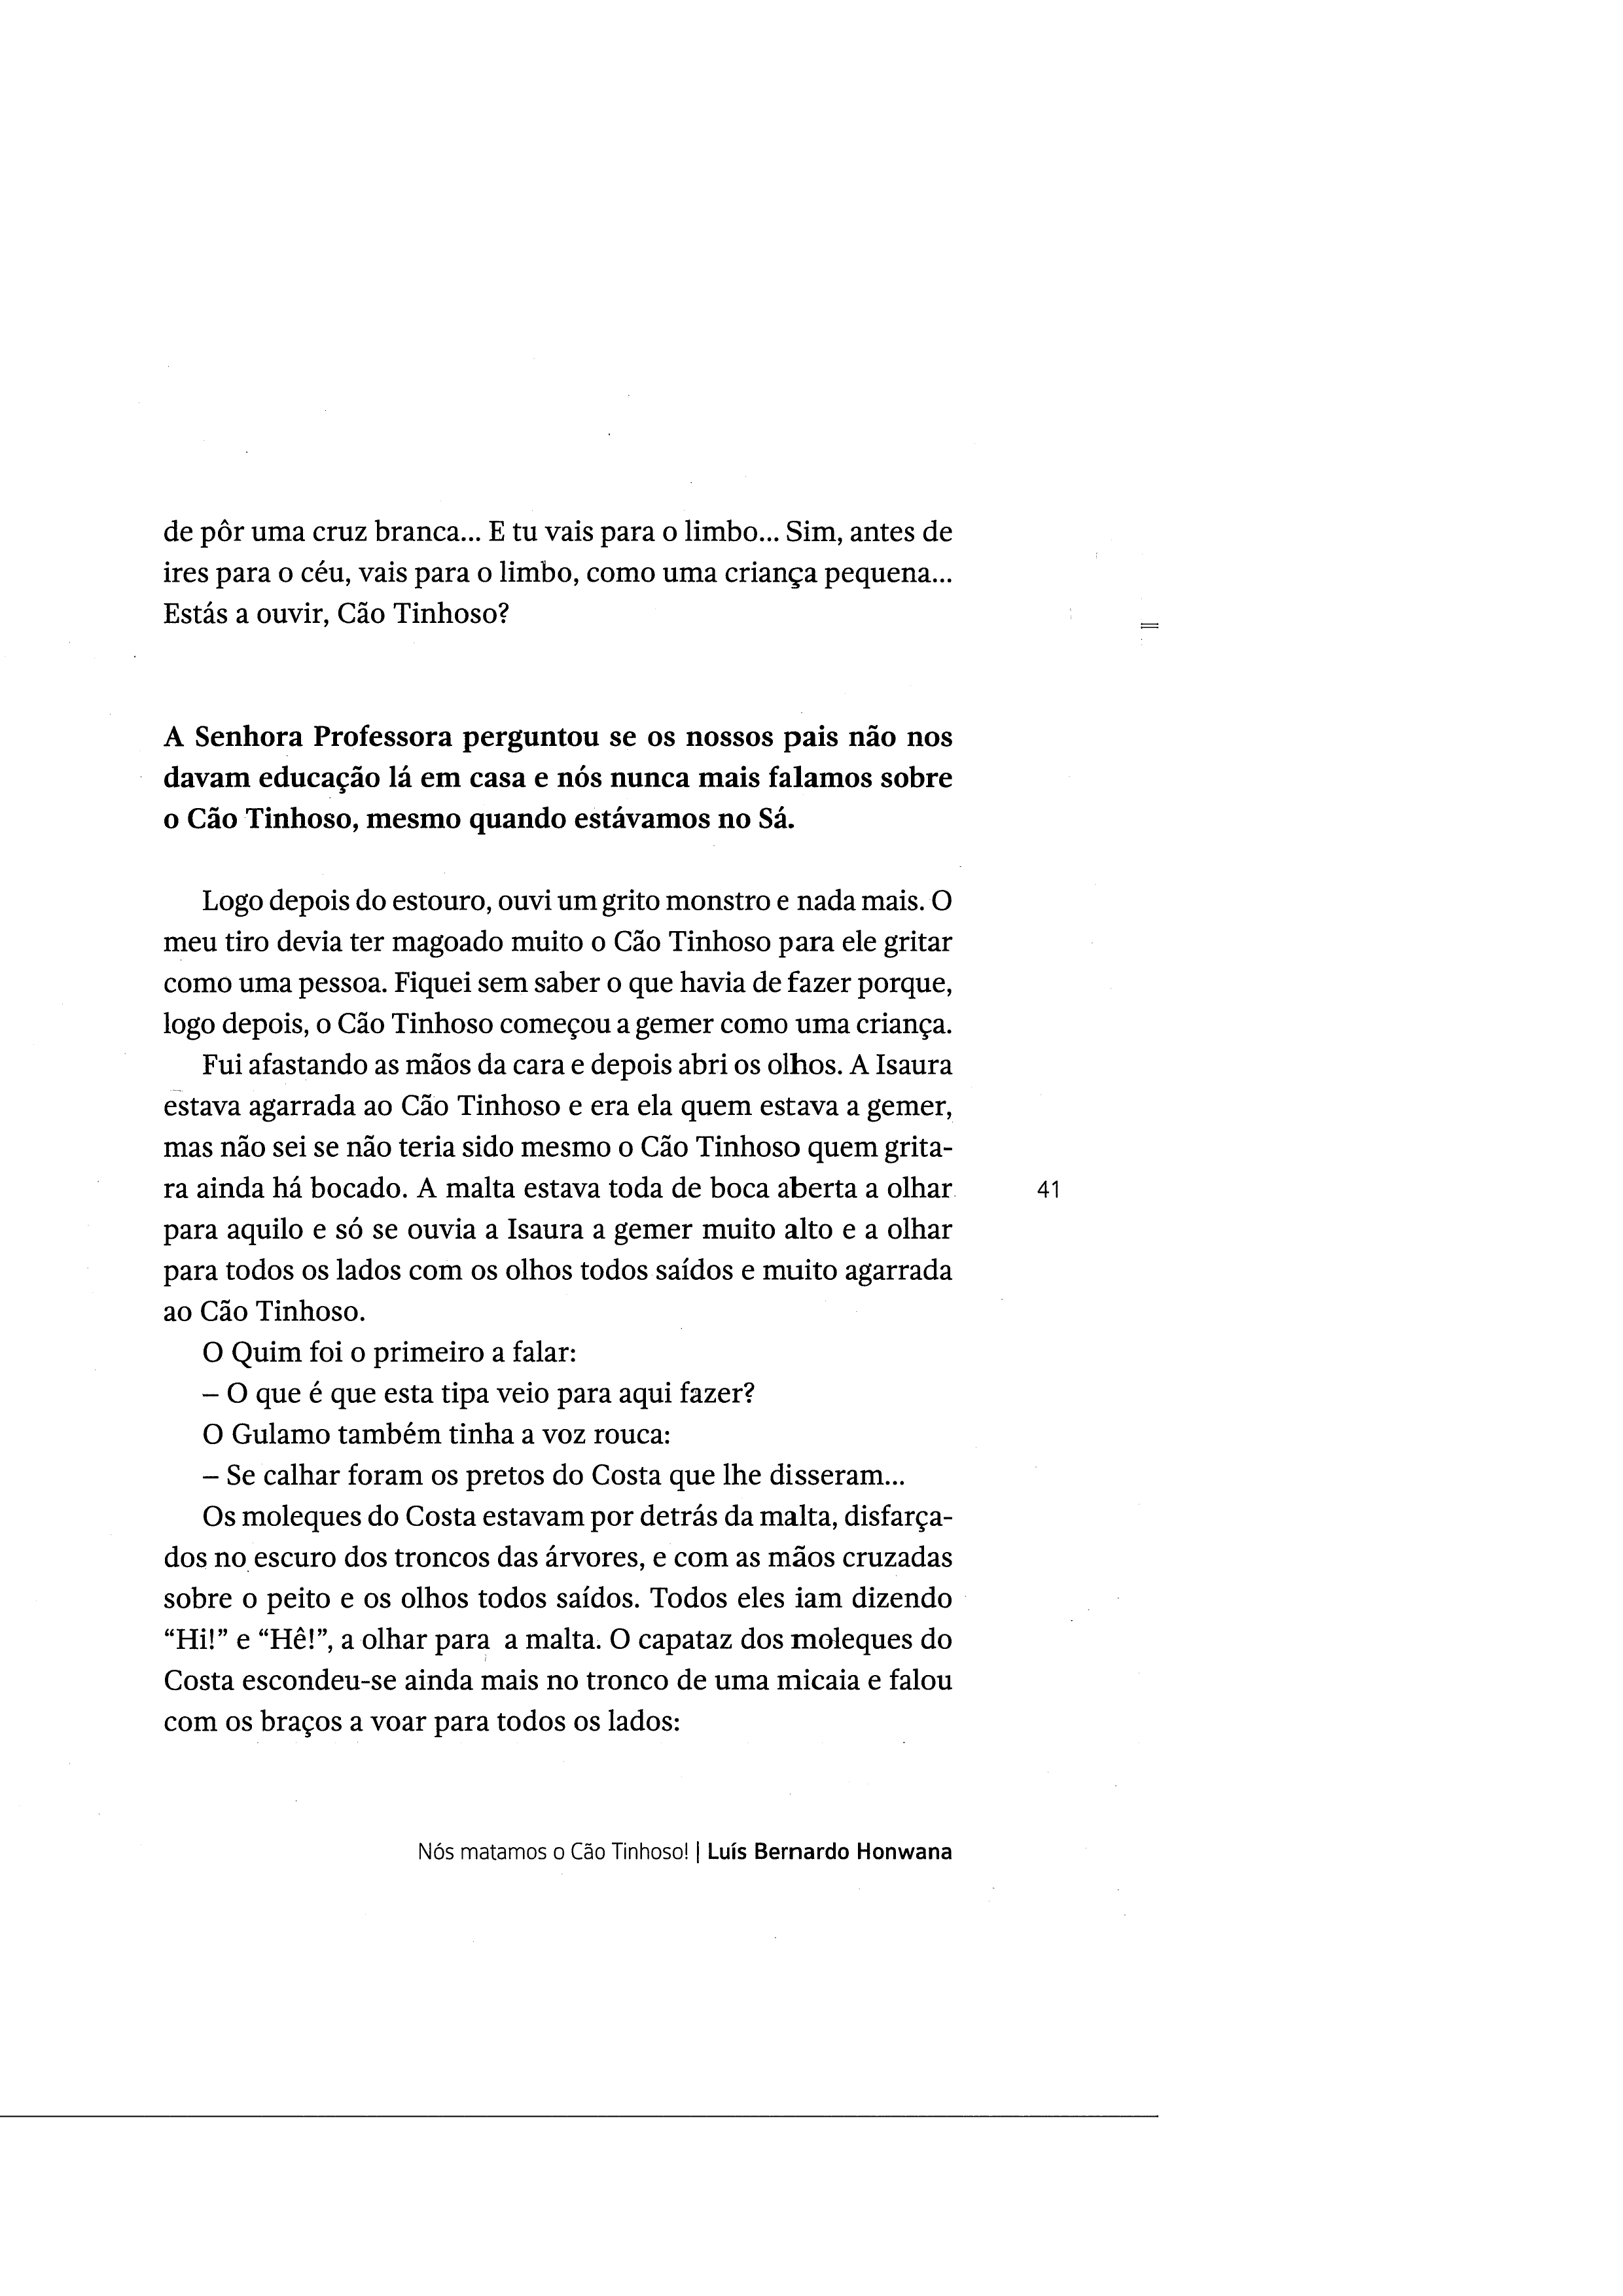 de pôr uma cruz branca... E tu vais para o limbo... Sim, antes de
ires para o céu, vais para o limbo, como uma criança pequena...
Estás a ouvir, Cão Tinhoso?
A Senhora Professora perguntou se os nossos pais não nos
davam educação lá em casa e nós nunca mais falamos sobre
o Cão Tinhoso, mesmo quando estávamos no Sá.
Logo depois do estouro, ouvi um grito monstro e nada mais. O
meu tiro devia ter magoado muito o Cão Tinhoso para ele gritar
como uma pessoa. Fiquei sem saber o que havia de fazer porque,
logo depois, o Cão Tinhoso começou a gemer como uma criança.
Fui afastando as mãos da cara e depois abri os olhos. A Isaura
estava agarrada ao Cão Tinhoso e era ela quem estava a gemer,
mas não sei se não teria sido mesmo o Cão Tinhoso quem grita-
ra ainda há bocado. A malta estava toda de boca aberta a olhar
para aquilo e só se ouvia a Isaura a gemer muito alto e a olhar
para todos os lados com os olhos todos saídos e muito agarrada
ao Cão Tinhoso.
O Quim foi o primeiro a falar:
– O que é que esta tipa veio para aqui fazer?
O Gulamo também tinha a voz rouca:
– Se calhar foram os pretos do Costa que lhe disseram...
Os moleques do Costa estavam por detrás da malta, disfarça-
dos no escuro dos troncos das árvores, e com as mãos cruzadas
sobre o peito e os olhos todos saídos. Todos eles iam dizendo
“Hi!” e “Hê!”, a olhar para a malta. O capataz dos moleques do
Costa escondeu-se ainda mais no tronco de uma micaia e falou
com os braços a voar para todos os lados:
41
Nós matamos o Cão Tinhoso! | Luís Bernardo Honwana